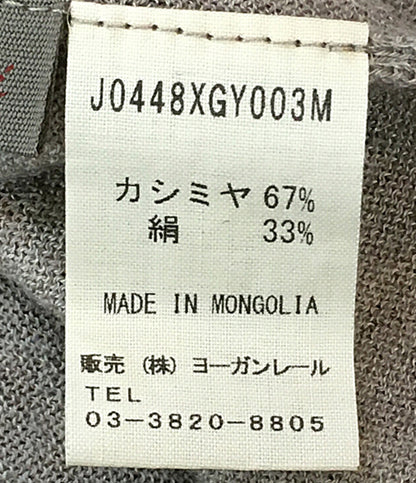 J0448XGY003M
カシミヤ 67%
絹 33%
MADE IN MONGOLIA
販売 (株) ヨーガンレール
TEL
03-3820-8805